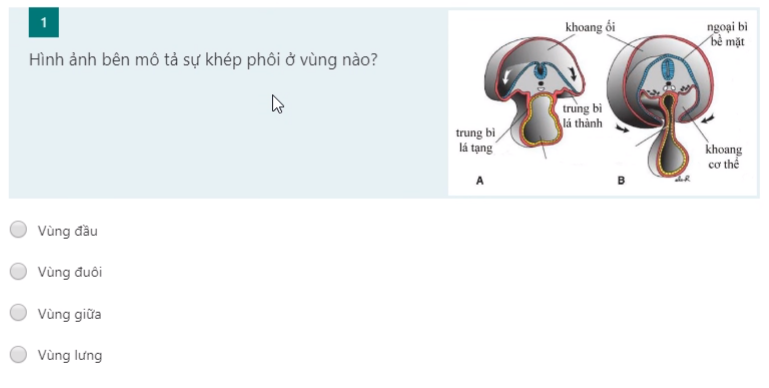 1
Hình ảnh bên mô tả sự khép phôi ở vùng nào?
khoang ối
ngoại bì
bề mặt
trung bì
lá thành
trung bì
lá tạng
khoang
cơ thể
A
B
Vùng đầu
Vùng đuôi
Vùng giữa
Vùng lưng